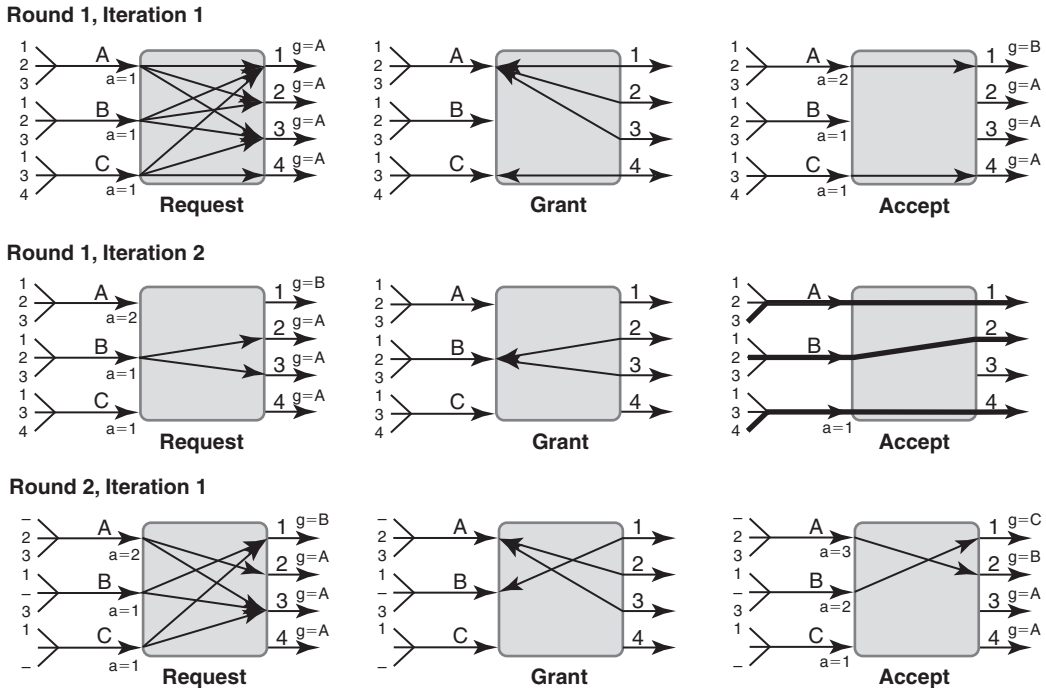 Round 1, Iteration 1
1
2 A 1 g=A
3 a=1
1 2 g=A
2 B
3 a=1 3 g=A
1
3 C 4 g=A
4 a=1
Request
1
2 A 1
3
1 2
2 B
3 3
1
3 C 4
4
Grant
1
2 A 1 g=B
3 a=2
1 2 g=A
2 B
3 a=1 3 g=A
1
3 C 4 g=A
4 a=1
Accept
Round 1, Iteration 2
1
2 A 1 g=B
3 a=2
1 2 g=A
2 B
3 a=1 3 g=A
1
3 C 4 g=A
4 a=1
Request
1
2 A 1
3
1 2
2 B
3 3
1
3 C 4
4
Grant
1
2 A 1
3
1 2
2 B
3 3
1
3 4
4 a=1
Accept
Round 2, Iteration 1
–
2 A 1 g=B
3 a=2
1 2 g=A
– B
3 a=1 3 g=A
1
C 4 g=A
– a=1
Request
–
2 A 1
3
1 2
– B
3 3
1
C 4
–
Grant
–
2 A 1 g=C
3 a=3
1 2 g=B
– B
3 a=2 3 g=A
1
C 4 g=A
– a=1
Accept